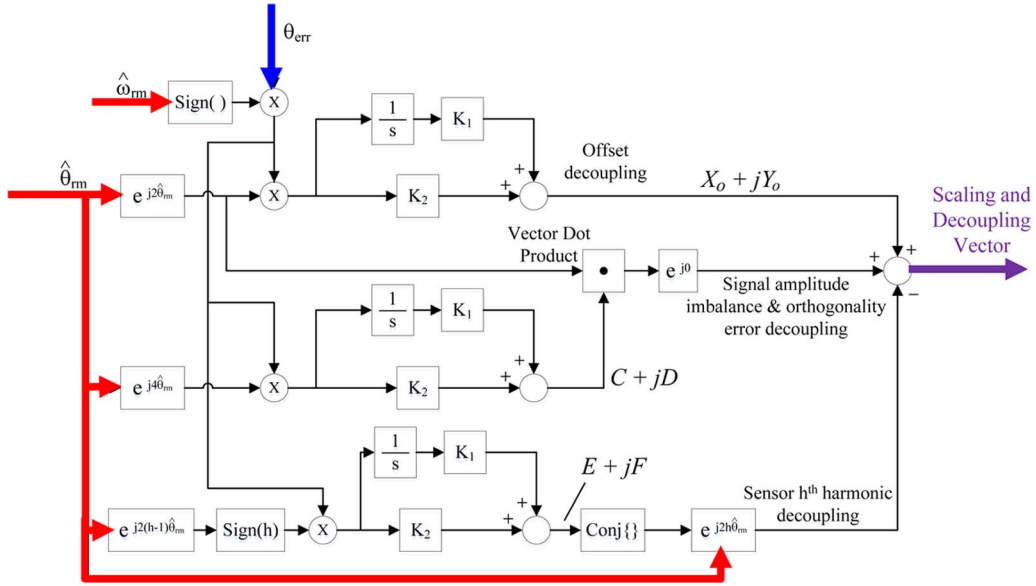 θerr
ω̂rm
Sign( )
X
1
s
K1
+
+
Offset
decoupling
Xo + jYo
θ̂rm
e j2θ̂rm
X
K2
Scaling and
Decoupling
Vector
Vector Dot
Product
•
e j0
+
+
−
Signal amplitude
imbalance & orthogonality
error decoupling
1
s
K1
+
+
e j4θ̂rm
X
K2
C + jD
1
s
K1
E + jF
Sensor hth harmonic
decoupling
e j2(h-1)θ̂rm
Sign(h)
X
K2
+
+
Conj{}
e j2hθ̂rm